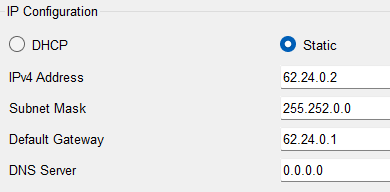 IP Configuration
DHCP Static
IPv4 Address 62.24.0.2
Subnet Mask 255.252.0.0
Default Gateway 62.24.0.1
DNS Server 0.0.0.0